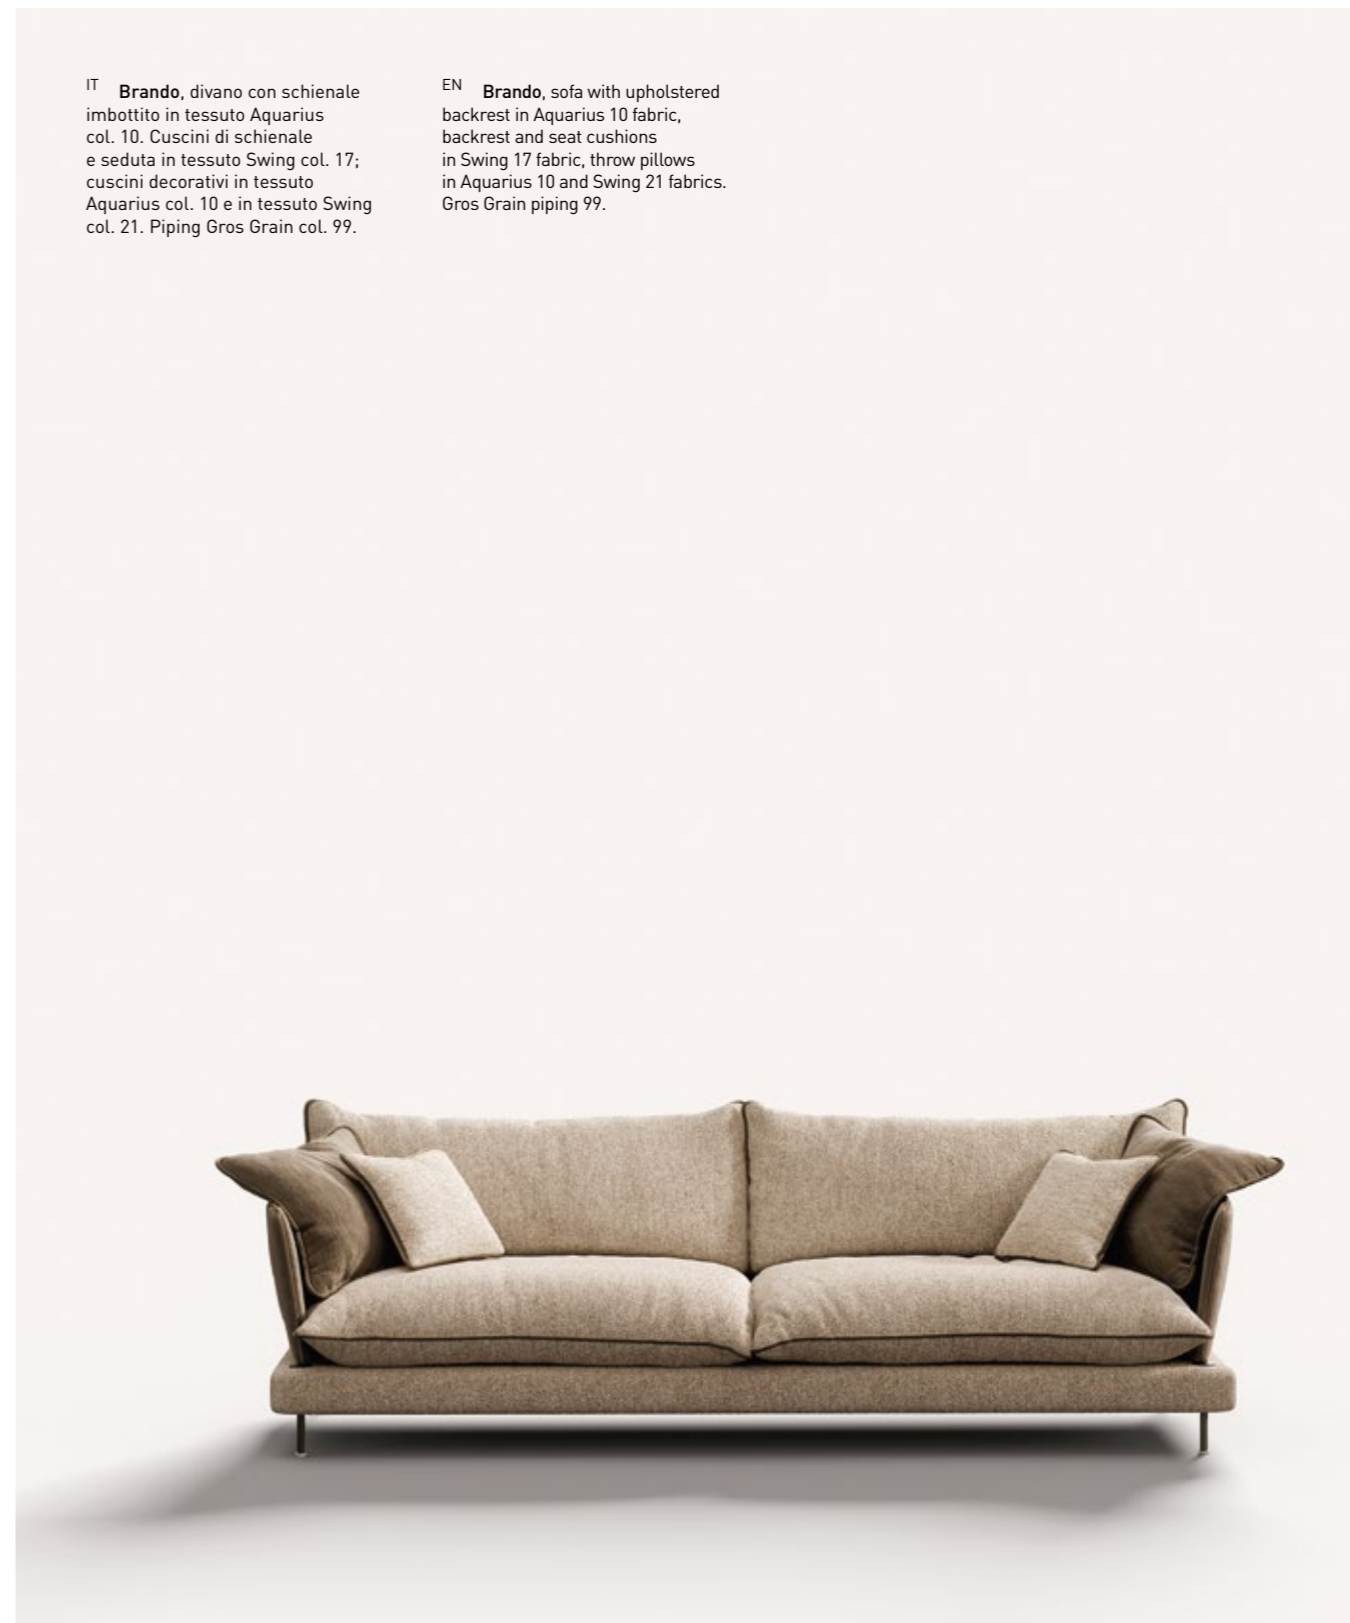 IT Brando, divano con schienale
imbottito in tessuto Aquarius
col. 10. Cuscini di schienale
e seduta in tessuto Swing col. 17;
cuscini decorativi in tessuto
Aquarius col. 10 e in tessuto Swing
col. 21. Piping Gros Grain col. 99.
EN Brando, sofa with upholstered
backrest in Aquarius 10 fabric,
backrest and seat cushions
in Swing 17 fabric, throw pillows
in Aquarius 10 and Swing 21 fabrics.
Gros Grain piping 99.